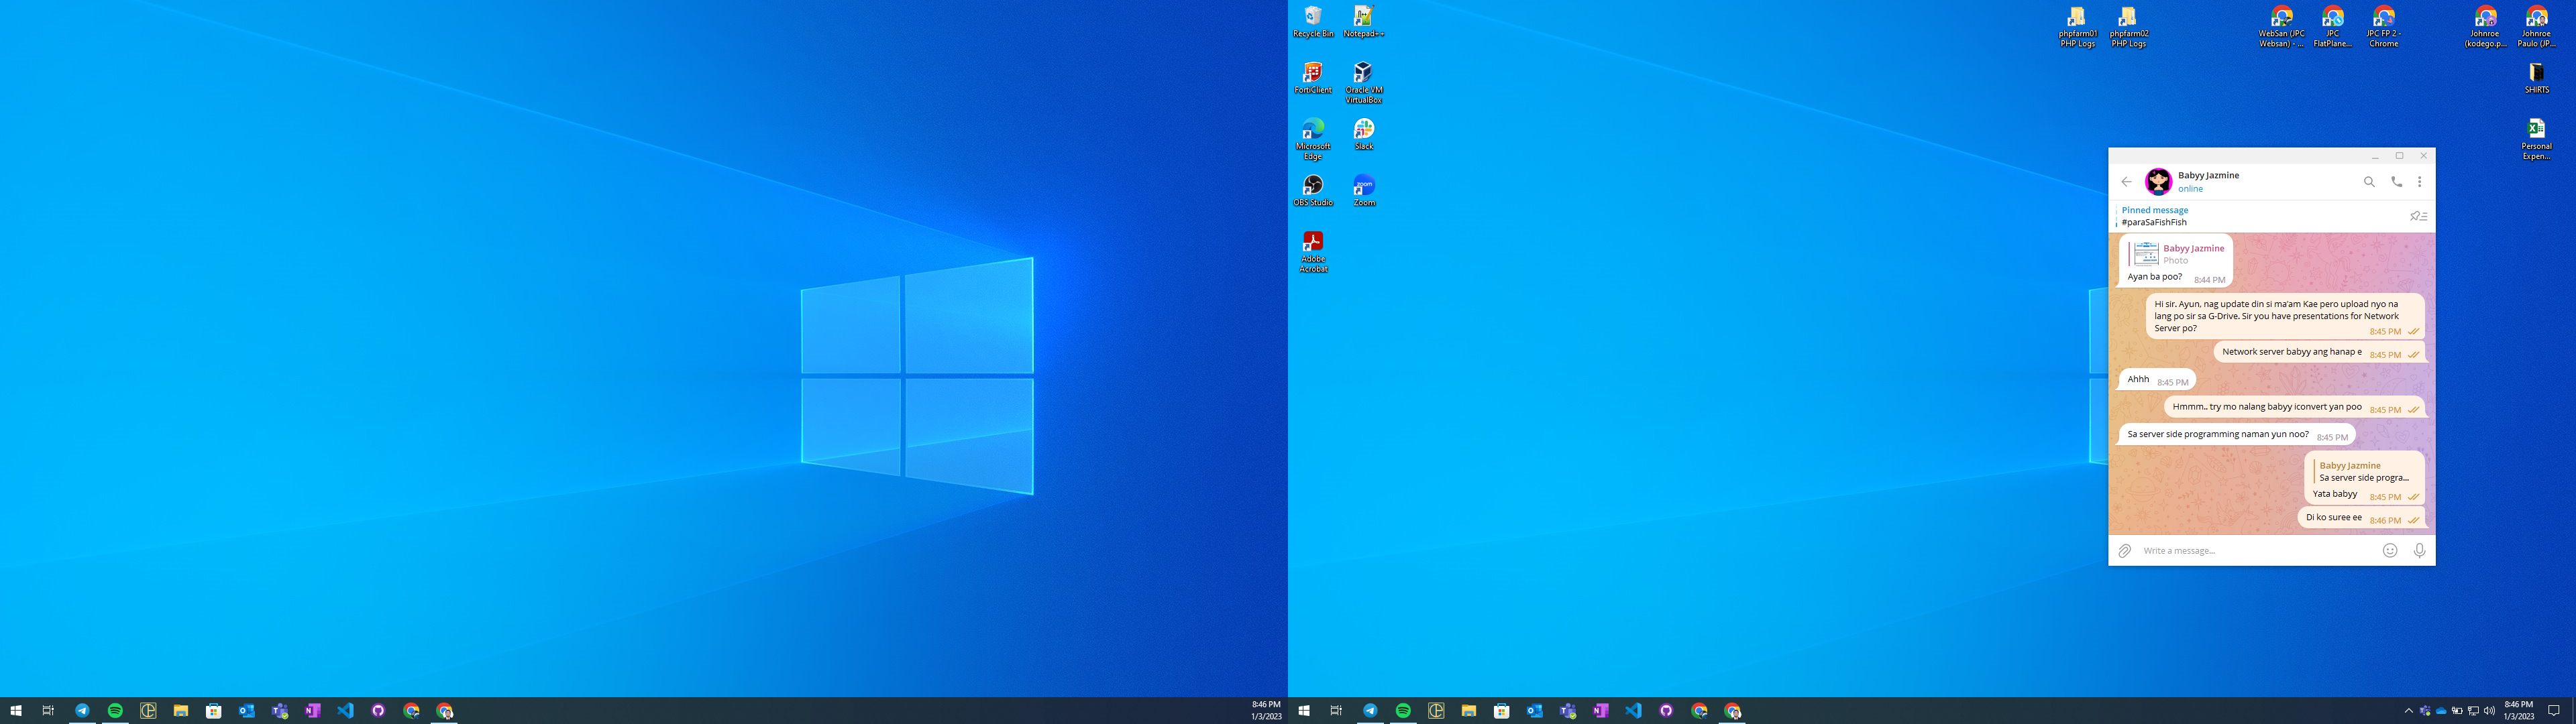 Recycle Bin
Notepad++
FortiClient
Oracle VM
VirtualBox
Microsoft
Edge
Slack
OBS Studio
Zoom
zoom
Adobe
Acrobat
phpfarm01
PHP Logs
phpfarm02
PHP Logs
WebSan (JPC
Websan) - ...
JPC
FlatPlane...
JPC FP 2 -
Chrome
Johnroe
(kodego.p...
Johnroe
Paulo (JP...
SHIRTS
Personal
Expen...
Babyy Jazmine
online
Pinned message
#paraSaFishFish
Babyy Jazmine
Photo
Ayan ba poo? 8:44 PM
Hi sir. Ayun, nag update din si ma'am Kae pero upload nyo na
lang po sir sa G-Drive. Sir you have presentations for Network
Server po? 8:45 PM
Network server babyy ang hanap e 8:45 PM
Ahhh 8:45 PM
Hmmm.. try mo nalang babyy iconvert yan poo 8:45 PM
Sa server side programming naman yun noo? 8:45 PM
Babyy Jazmine
Sa server side progra...
Yata babyy 8:45 PM
Di ko suree ee 8:46 PM
Write a message...
8:46 PM
1/3/2023
8:46 PM
1/3/2023